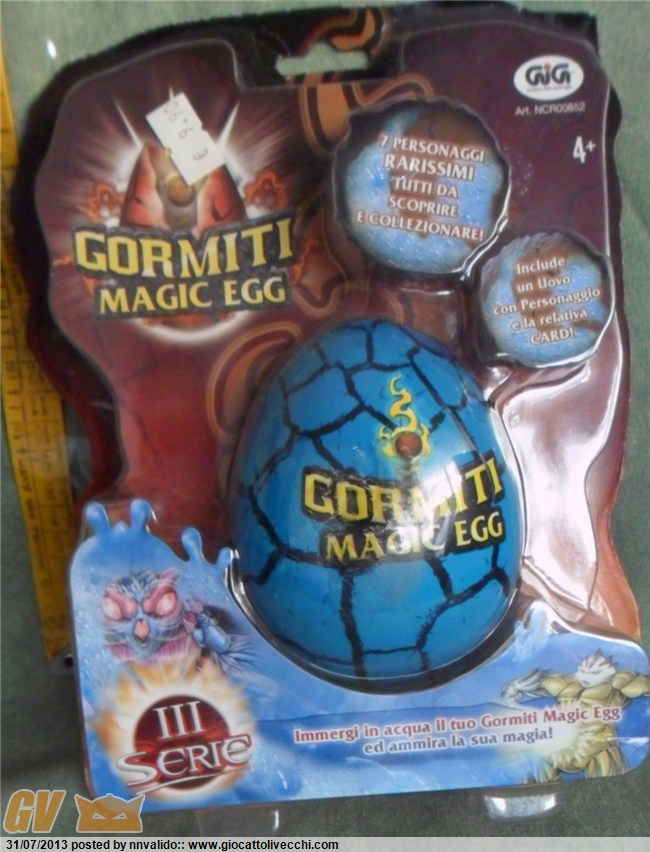 GiG
Art. NCR00852
4+
€ 9,90
7 PERSONAGGI
RARISSIMI
TUTTI DA
SCOPRIRE
E COLLEZIONARE!
GORMITI
MAGIC EGG
Include
un Uovo
con Personaggio
e la relativa
CARD!
GORMITI
MAGIC EGG
III
SERIE
Immergi in acqua il tuo Gormiti Magic Egg
ed ammira la sua magia!
GV
31/07/2013 posted by nnvalido:: www.giocattolivecchi.com